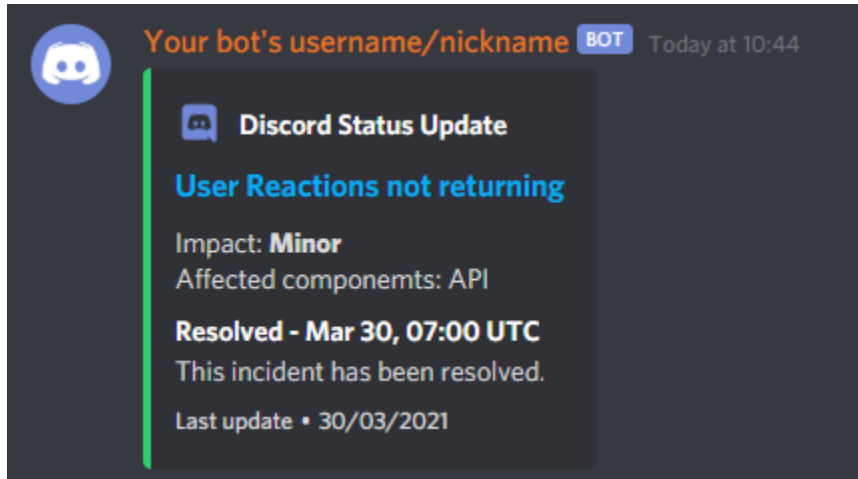 Your bot's username/nickname BOT Today at 10:44
Discord Status Update
User Reactions not returning
Impact: Minor
Affected componemts: API
Resolved - Mar 30, 07:00 UTC
This incident has been resolved.
Last update • 30/03/2021